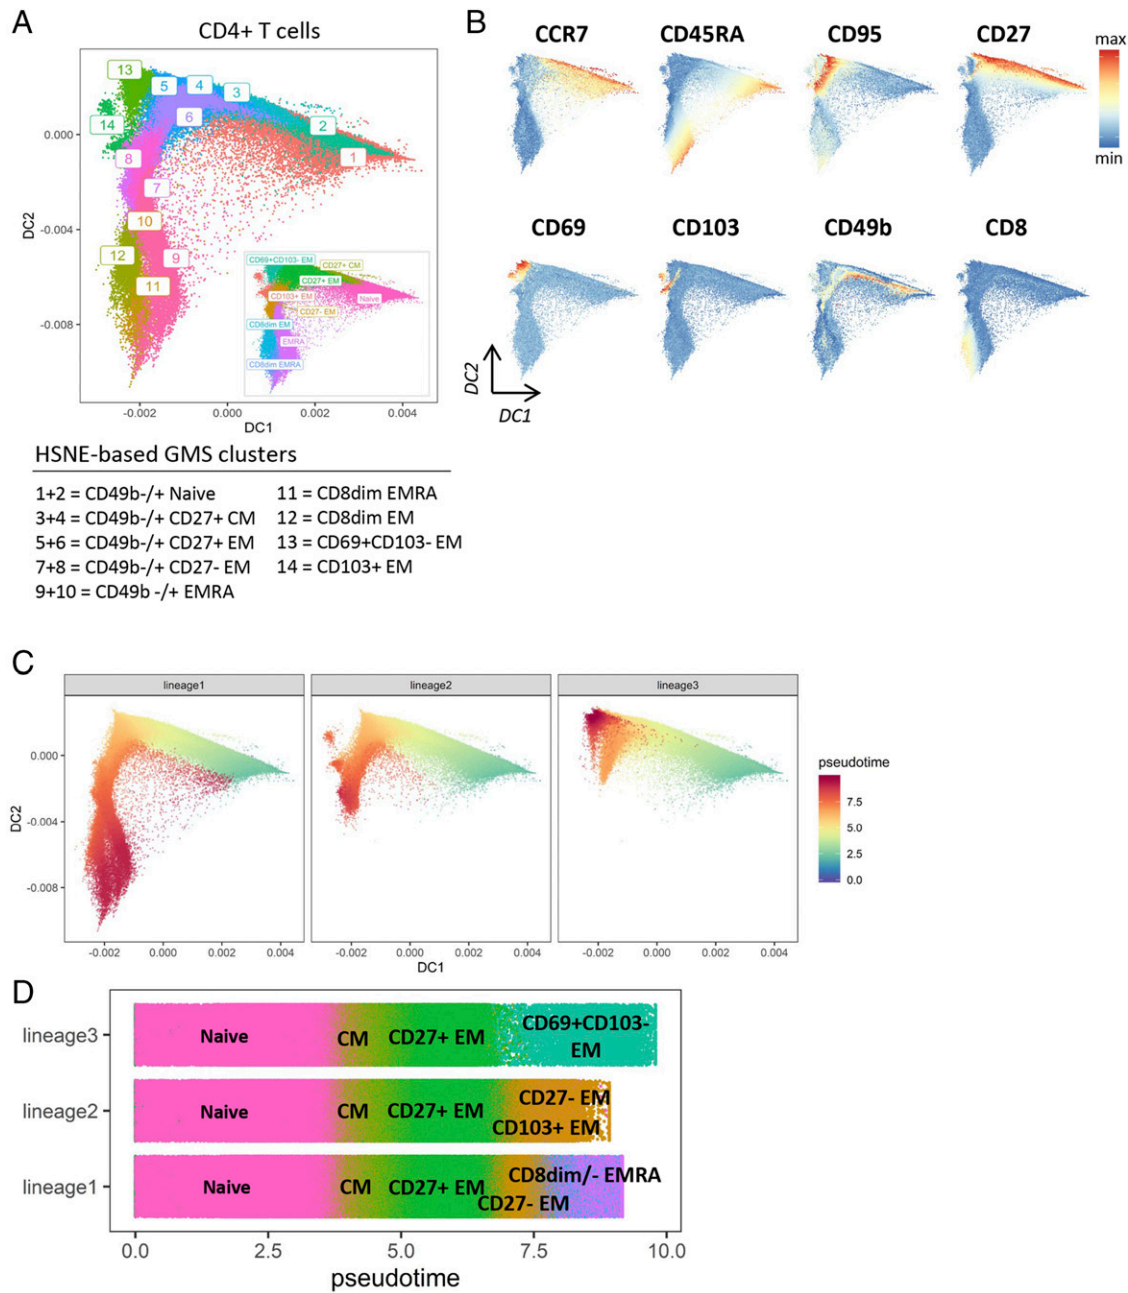 A
CD4+ T cells
13
5
4
3
14
6
2
8
1
7
10
12
9
11
0.000
-0.004
-0.008
DC2
CD69+CD103- EM
CD27+ CM
CD27+ EM
CD103+ EM
Naive
CD27- EM
CD8dim EM
EMRA
CD8dim EMRA
-0.002
0.000
0.002
0.004
DC1
HSNE-based GMS clusters
1+2 = CD49b-/+ Naive
3+4 = CD49b-/+ CD27+ CM
5+6 = CD49b-/+ CD27+ EM
7+8 = CD49b-/+ CD27- EM
9+10 = CD49b -/+ EMRA
11 = CD8dim EMRA
12 = CD8dim EM
13 = CD69+CD103- EM
14 = CD103+ EM
B
CCR7
CD45RA
CD95
CD27
max
min
CD69
CD103
CD49b
CD8
DC2
DC1
C
lineage1
lineage2
lineage3
0.000
-0.004
-0.008
DC2
-0.002
0.000
0.002
0.004
-0.002
0.000
0.002
0.004
-0.002
0.000
0.002
0.004
DC1
pseudotime
7.5
5.0
2.5
0.0
D
lineage3
Naive
CM
CD27+ EM
CD69+CD103-
EM
lineage2
Naive
CM
CD27+ EM
CD27- EM
CD103+ EM
lineage1
Naive
CM
CD27+ EM
CD8dim/- EMRA
CD27- EM
0.0
2.5
5.0
7.5
10.0
pseudotime